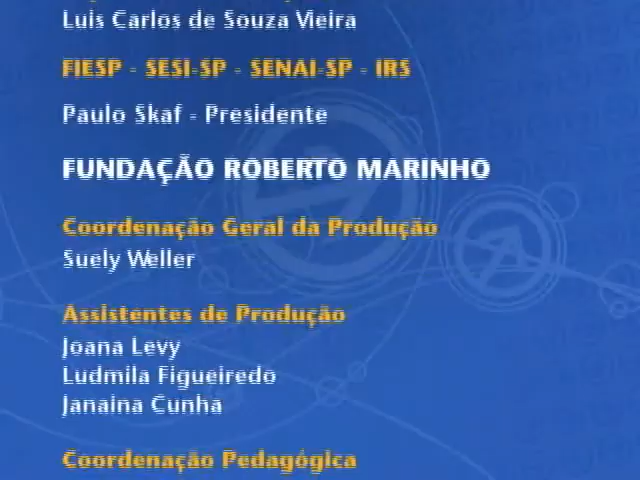 Luis Carlos de Souza Vieira
FIESP - SESI-SP - SENAI-SP - IRS
Paulo Skaf - Presidente
FUNDAÇÃO ROBERTO MARINHO
Coordenação Geral da Produção
Suely Weller
Assistentes de Produção
Joana Levy
Ludmila Figueiredo
Janaina Cunha
Coordenação Pedagógica